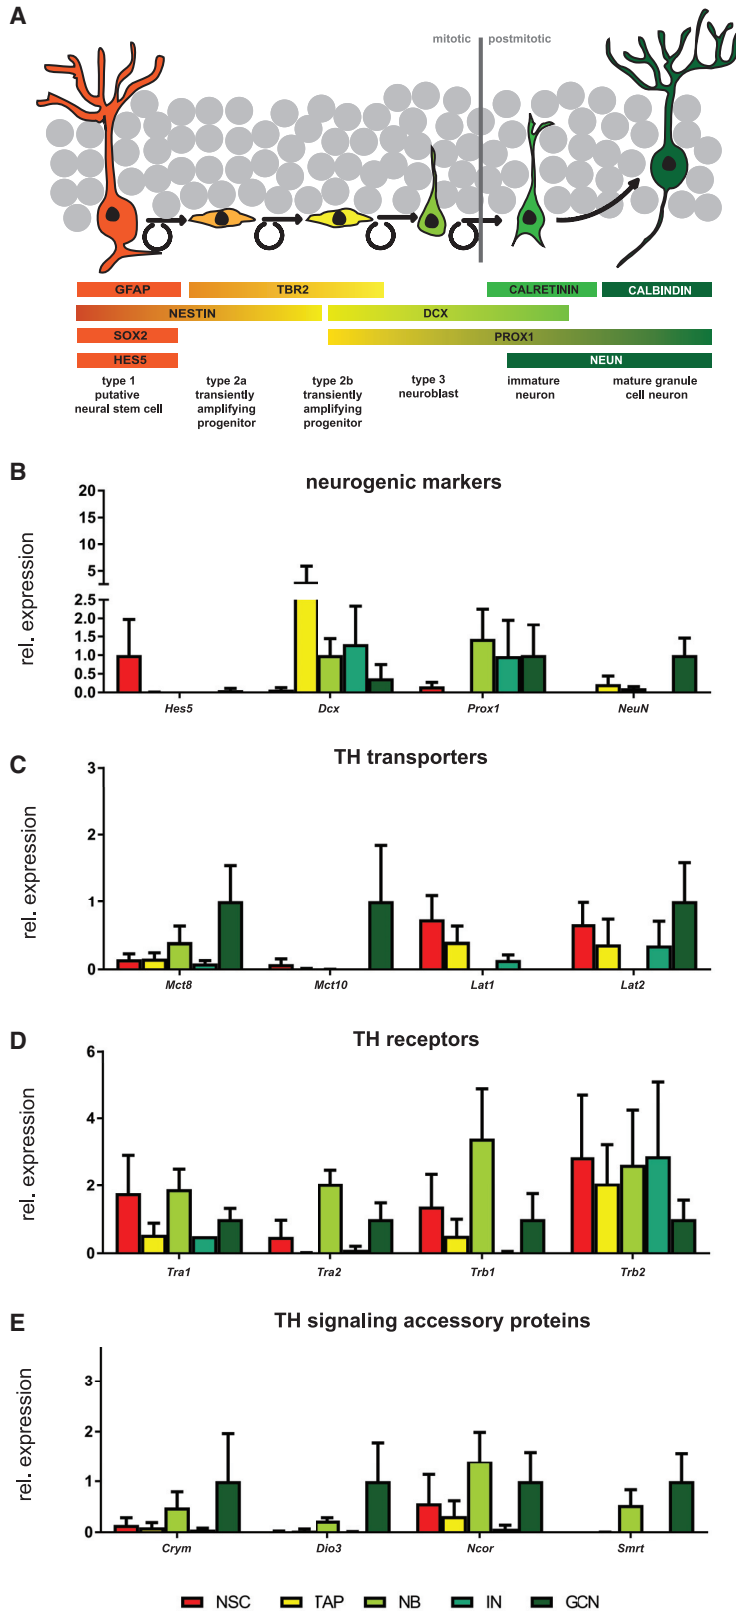 A
mitotic postmitotic
GFAP TBR2 CALRETININ CALBINDIN
NESTIN DCX
SOX2 PROX1
HES5 NEUN
type 1 putative neural stem cell
type 2a transiently amplifying progenitor
type 2b transiently amplifying progenitor
type 3 neuroblast
immature neuron
mature granule cell neuron
B
neurogenic markers
rel. expression
20
15
10
5
2.5
2.0
1.5
1.0
0.5
0.0
Hes5 Dcx Prox1 NeuN
C
TH transporters
rel. expression
3
2
1
0
Mct8 Mct10 Lat1 Lat2
D
TH receptors
rel. expression
6
4
2
0
Tra1 Tra2 Trb1 Trb2
E
TH signaling accessory proteins
rel. expression
3
2
1
0
Crym Dio3 Ncor Smrt
NSC TAP NB IN GCN